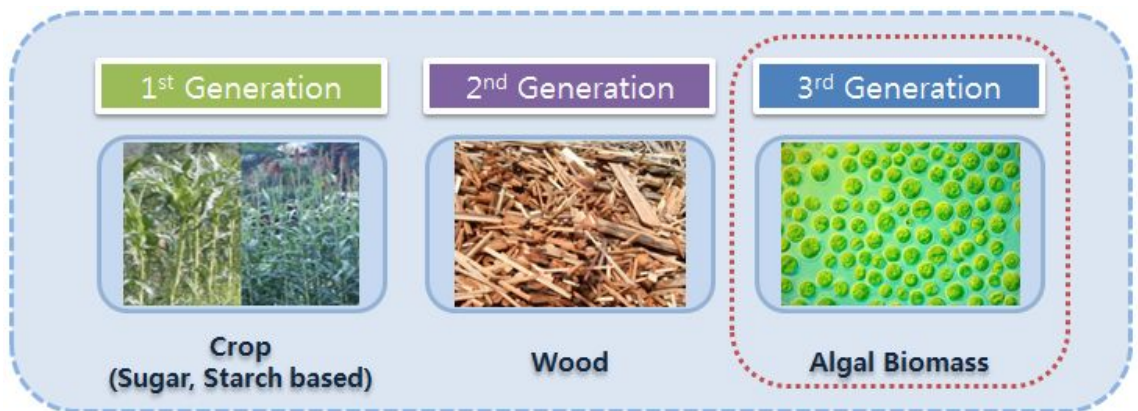 1st Generation
2nd Generation
3rd Generation
Crop
(Sugar, Starch based)
Wood
Algal Biomass